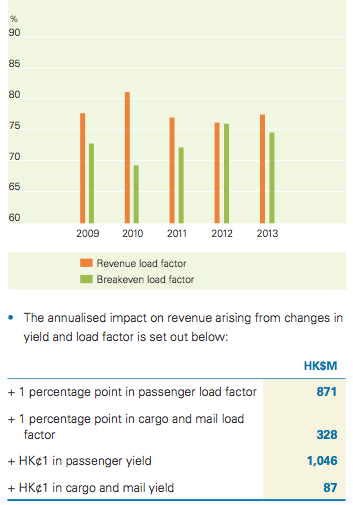 %
90
85
80
75
70
65
60
2009 2010 2011 2012 2013
Revenue load factor
Breakeven load factor
• The annualised impact on revenue arising from changes in
yield and load factor is set out below:
HK$M
+ 1 percentage point in passenger load factor 871
+ 1 percentage point in cargo and mail load
factor 328
+ HK¢1 in passenger yield 1,046
+ HK¢1 in cargo and mail yield 87